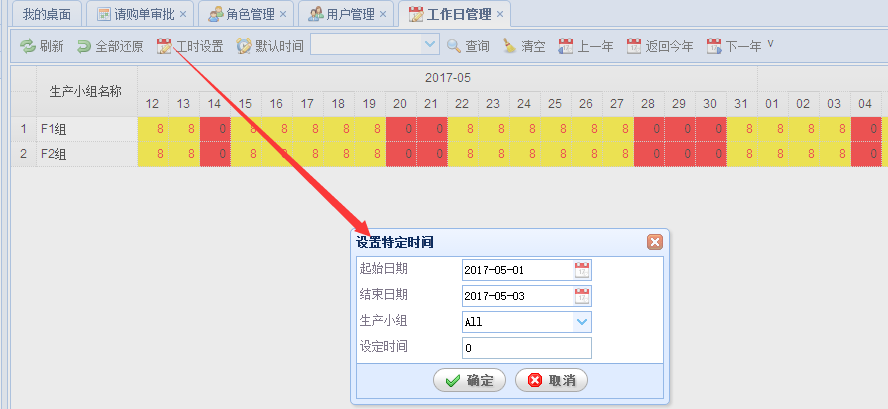 我的桌面 请购单审批 角色管理 用户管理 工作日管理
刷新 全部还原 工时设置 默认时间 查询 清空 上一年 返回今年 下一年
生产小组名称 2017-05
12 13 14 15 16 17 18 19 20 21 22 23 24 25 26 27 28 29 30 31 01 02 03 04
1 F1组 8 8 0 8 8 8 8 8 0 0 8 8 8 8 8 8 0 0 0 8 8 8 8 0
2 F2组 8 8 0 8 8 8 8 8 0 0 8 8 8 8 8 8 0 0 0 8 8 8 8 0
设置特定时间
起始日期 2017-05-01
结束日期 2017-05-03
生产小组 All
设定时间 0
确定 取消